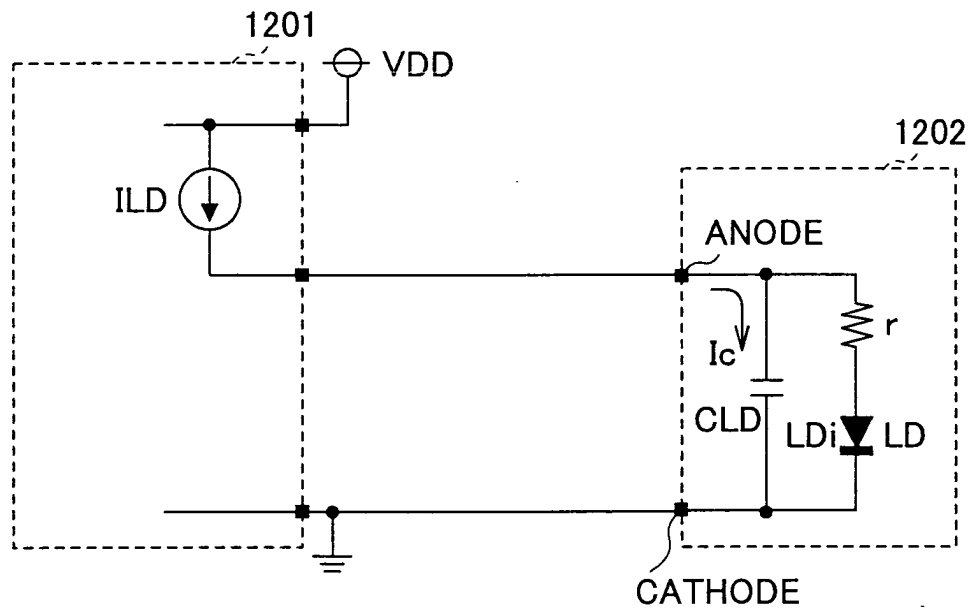 1201
VDD
1202
ILD
ANODE
r
Ic
CLD
LDi LD
CATHODE